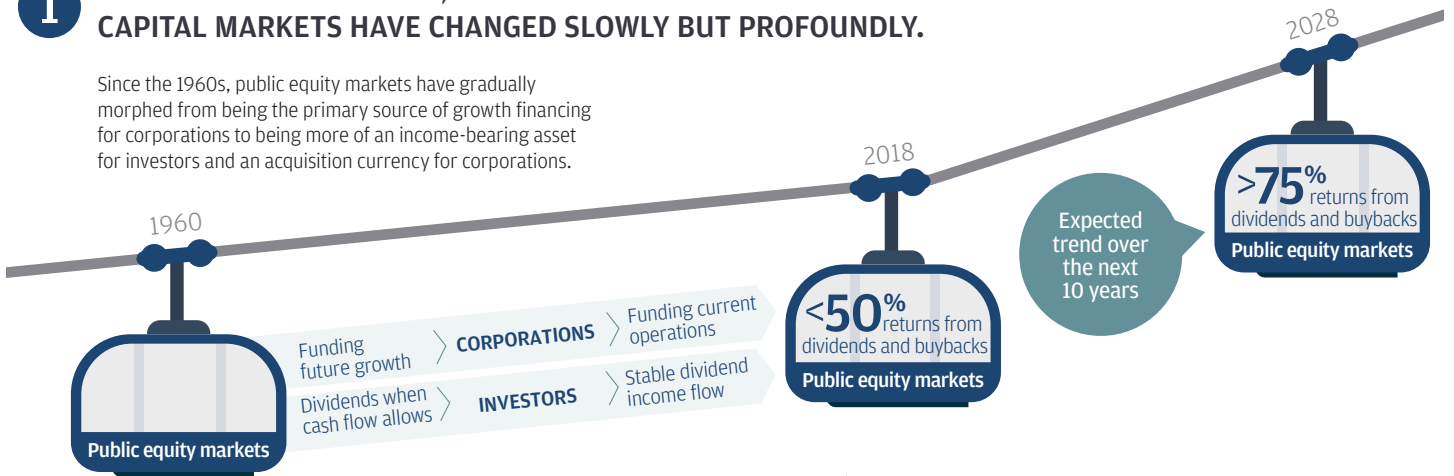 1
CAPITAL MARKETS HAVE CHANGED SLOWLY BUT PROFOUNDLY.
Since the 1960s, public equity markets have gradually
morphed from being the primary source of growth financing
for corporations to being more of an income-bearing asset
for investors and an acquisition currency for corporations.
1960
Public equity markets
Funding
future growth
CORPORATIONS
Funding current
operations
Dividends when
cash flow allows
INVESTORS
Stable dividend
income flow
2018
<50%
returns from
dividends and buybacks
Public equity markets
Expected
trend over
the next
10 years
2028
>75%
returns from
dividends and buybacks
Public equity markets